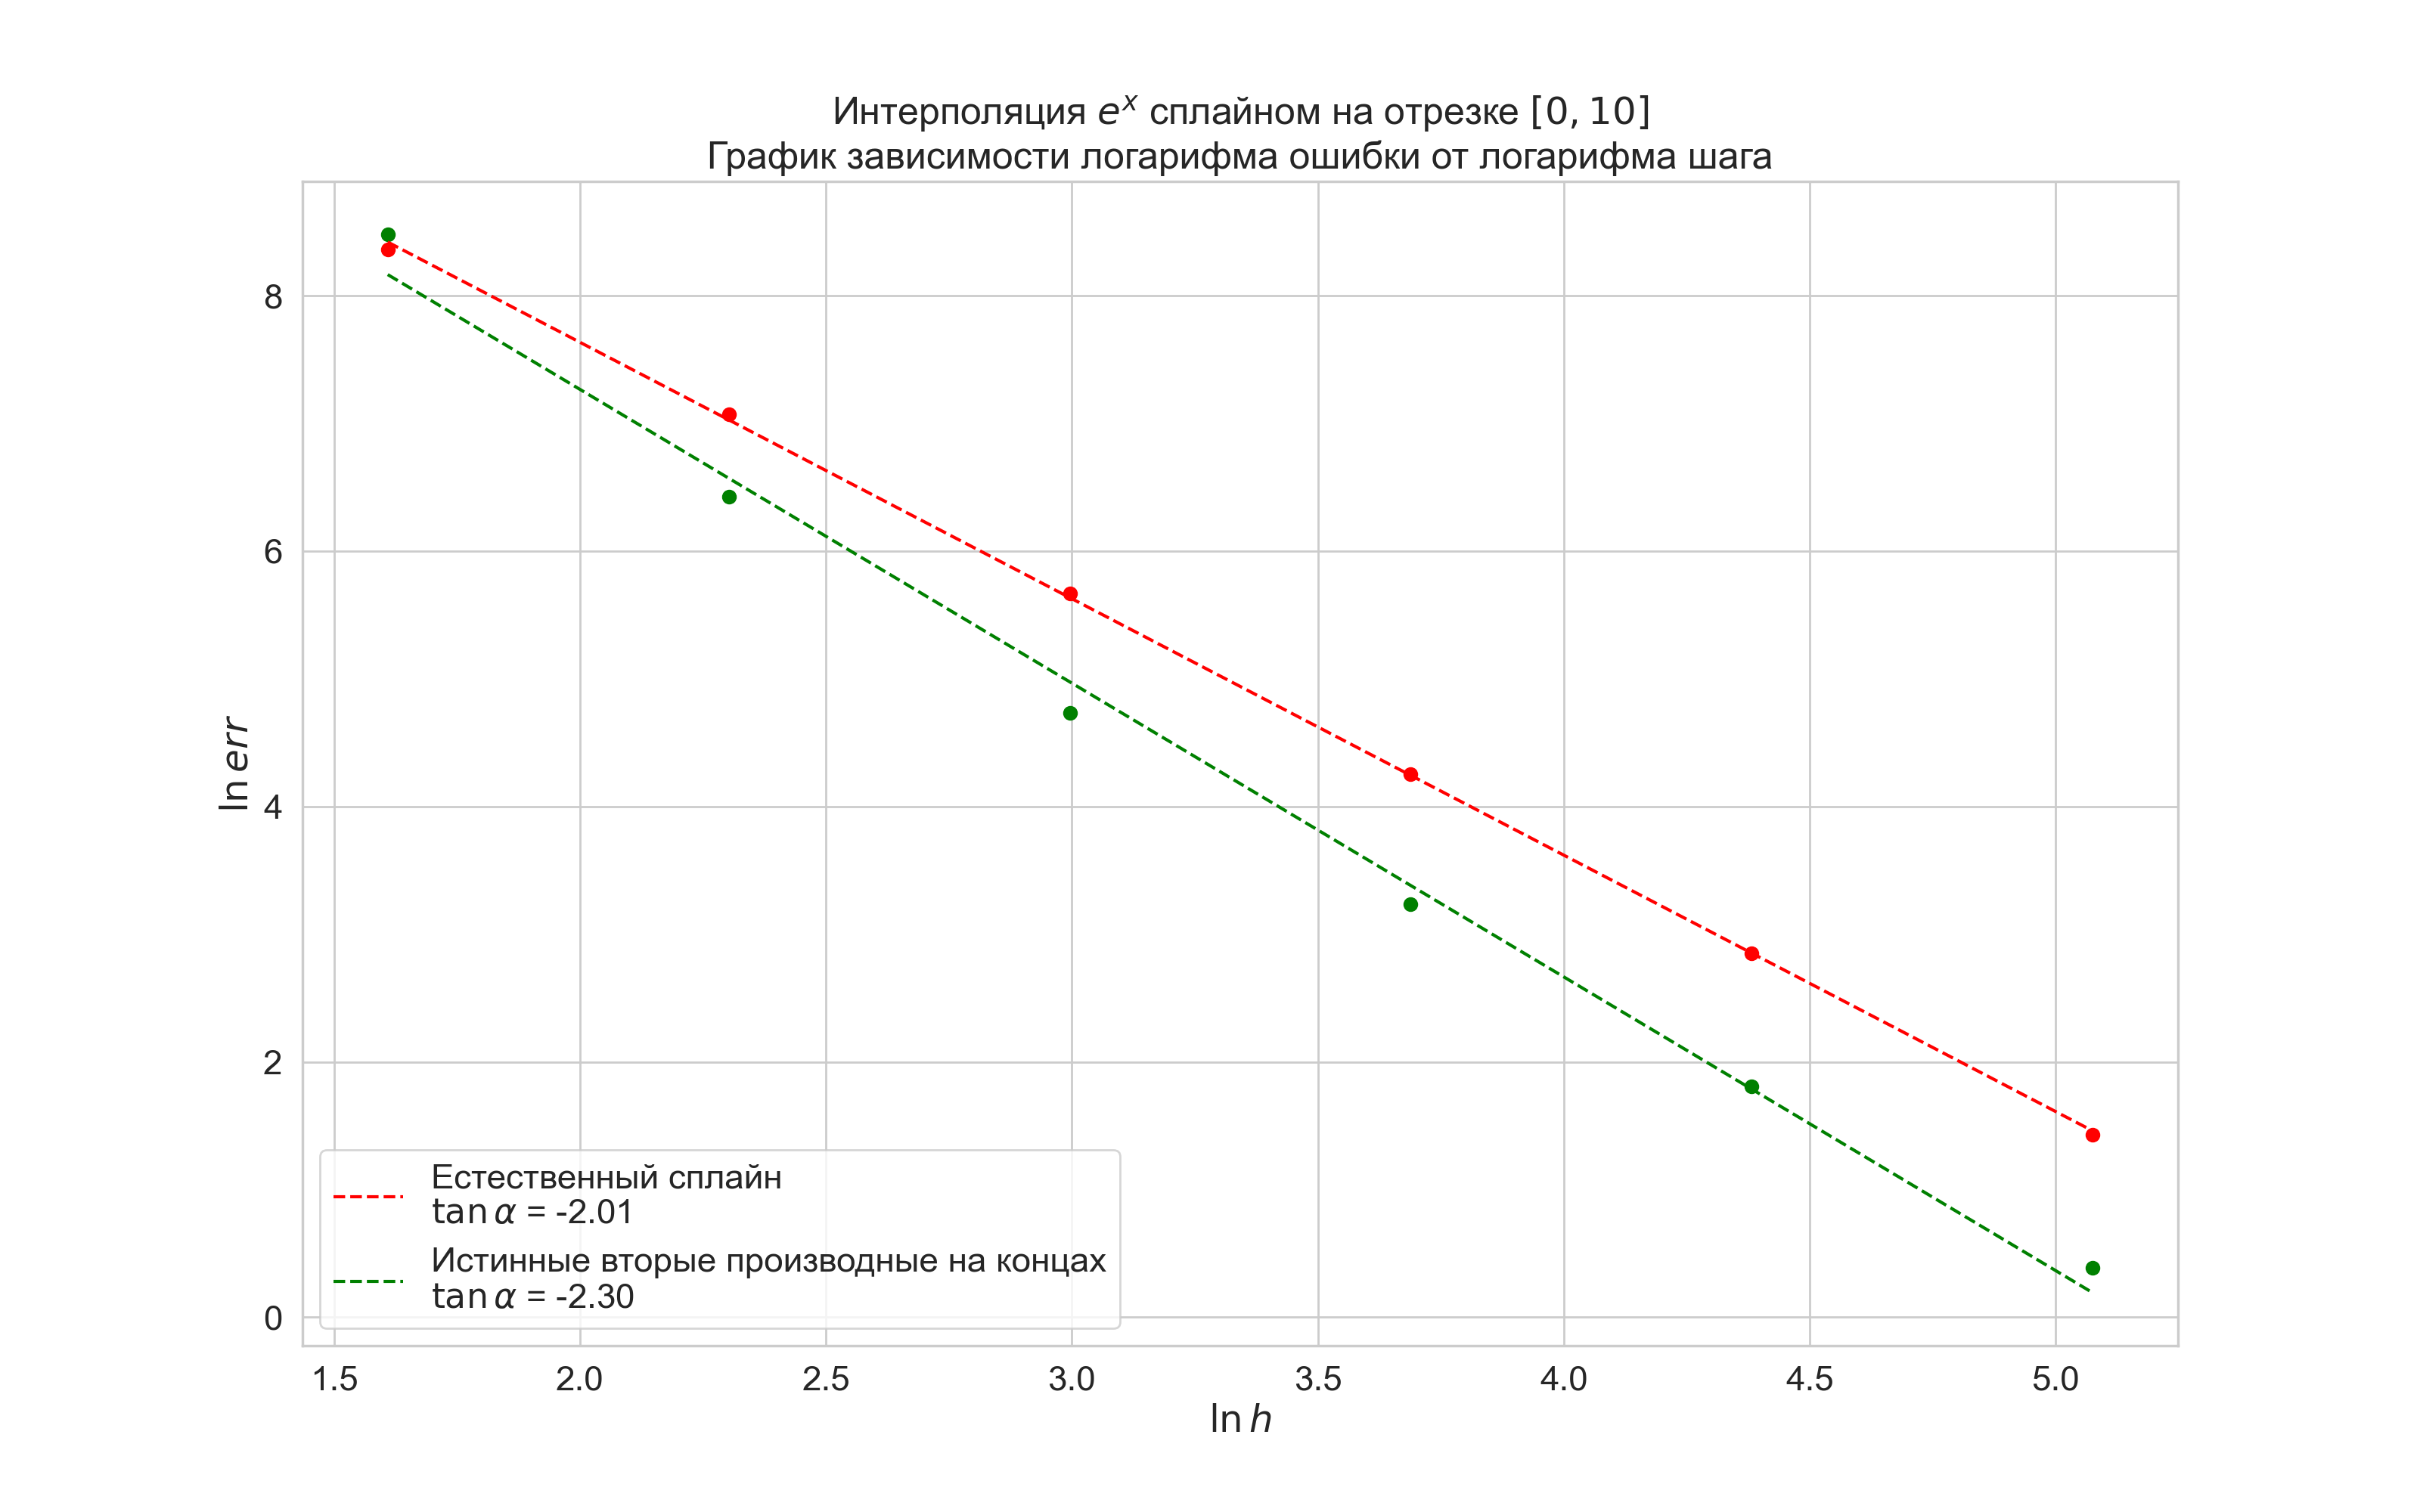 Интерполяция e^x сплайном на отрезке [0, 10]
График зависимости логарифма ошибки от логарифма шага
8
6
4
2
0
ln err
Естественный сплайн
tan α = -2.01
Истинные вторые производные на концах
tan α = -2.30
1.5 2.0 2.5 3.0 3.5 4.0 4.5 5.0
ln h